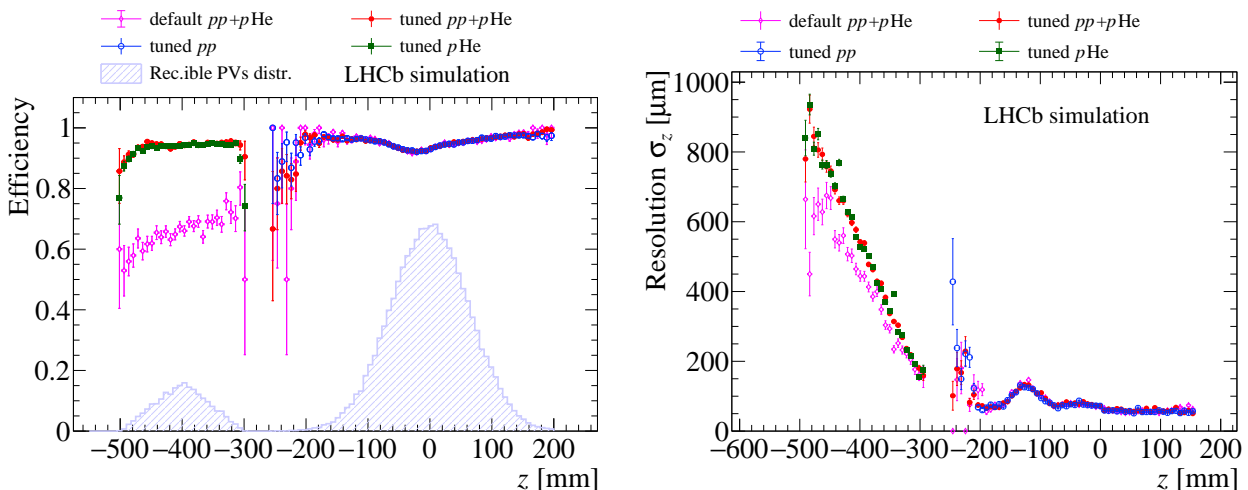 default pp+pHe
tuned pp+pHe
tuned pp
tuned pHe
Rec.ible PVs distr.
LHCb simulation
Efficiency
1
0.8
0.6
0.4
0.2
0
−500 −400 −300 −200 −100 0 100 200
z [mm]
default pp+pHe
tuned pp+pHe
tuned pp
tuned pHe
LHCb simulation
Resolution σz [μm]
1000
800
600
400
200
0
−600 −500 −400 −300 −200 −100 0 100 200
z [mm]